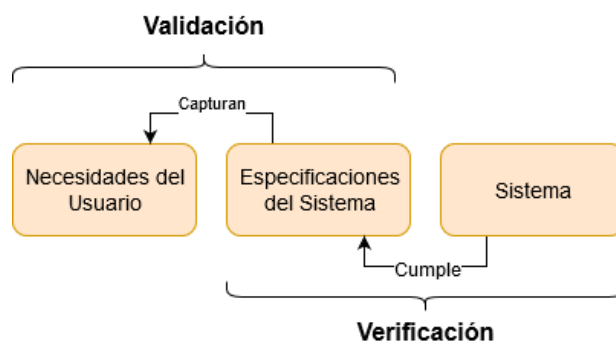 Validación
Capturan
Necesidades del
Usuario
Especificaciones
del Sistema
Sistema
Cumple
Verificación